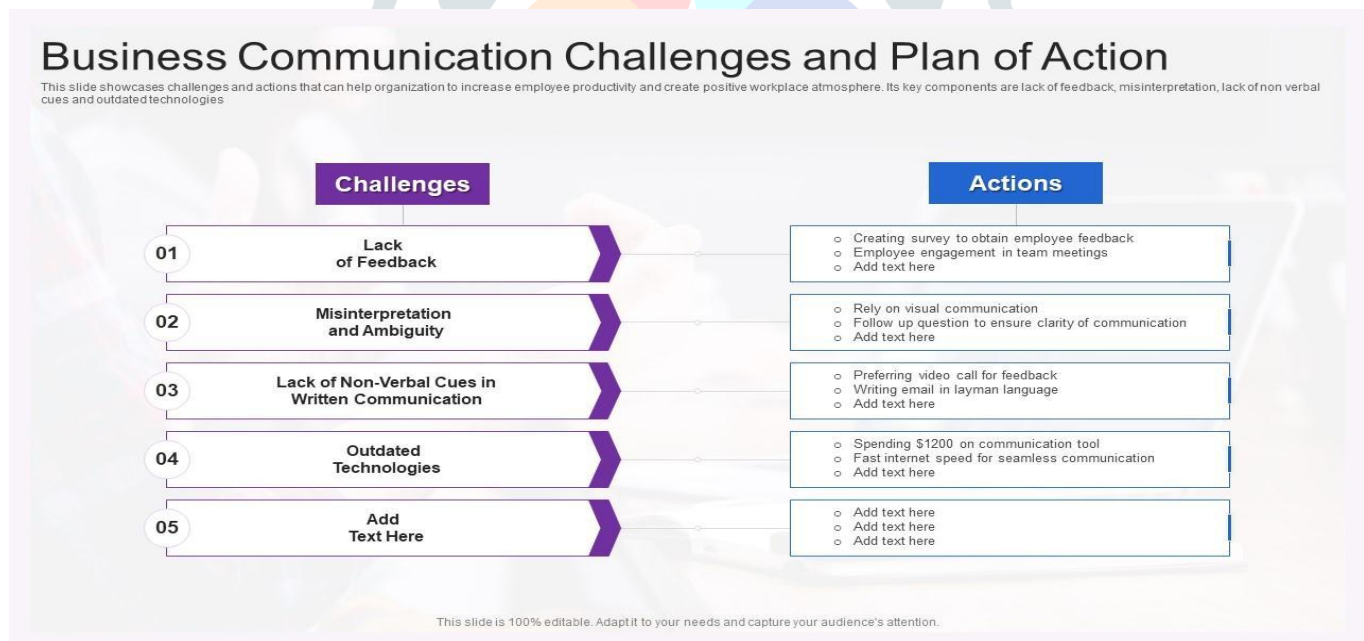 Business Communication Challenges and Plan of Action
This slide showcases challenges and actions that can help organization to increase employee productivity and create positive workplace atmosphere. Its key components are lack of feedback, misinterpretation, lack of non verbal
cues and outdated technologies
Challenges
Actions
01
Lack
of Feedback
o Creating survey to obtain employee feedback
o Employee engagement in team meetings
o Add text here
02
Misinterpretation
and Ambiguity
o Rely on visual communication
o Follow up question to ensure clarity of communication
o Add text here
03
Lack of Non-Verbal Cues in
Written Communication
o Preferring video call for feedback
o Writing email in layman language
o Add text here
04
Outdated
Technologies
o Spending $1200 on communication tool
o Fast internet speed for seamless communication
o Add text here
05
Add
Text Here
o Add text here
o Add text here
o Add text here
This slide is 100% editable. Adapt it to your needs and capture your audience's attention.